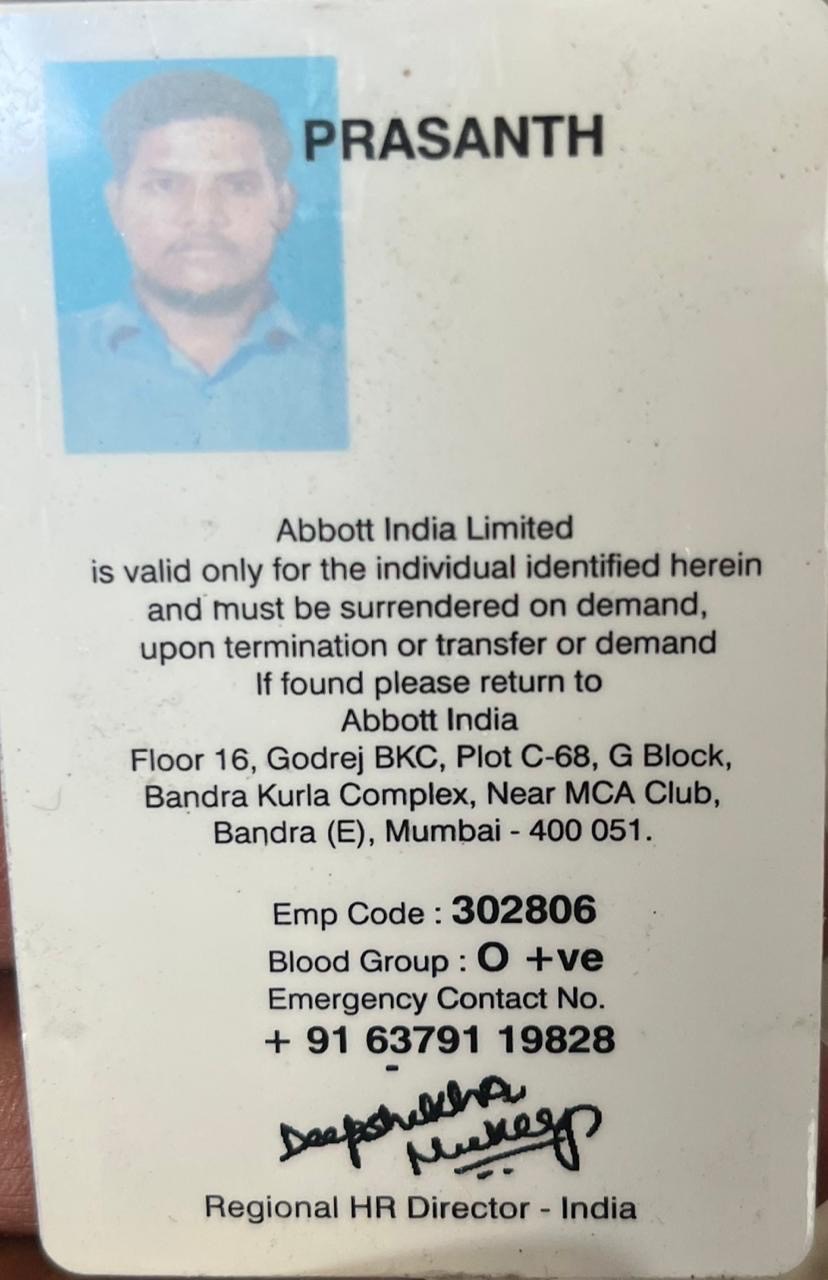 PRASANTH
Abbott India Limited
is valid only for the individual identified herein
and must be surrendered on demand,
upon termination or transfer or demand
If found please return to
Abbott India
Floor 16, Godrej BKC, Plot C-68, G Block,
Bandra Kurla Complex, Near MCA Club,
Bandra (E), Mumbai - 400 051.
Emp Code : 302806
Blood Group : O +ve
Emergency Contact No.
+ 91 63791 19828
Deepshikha
Regional HR Director - India